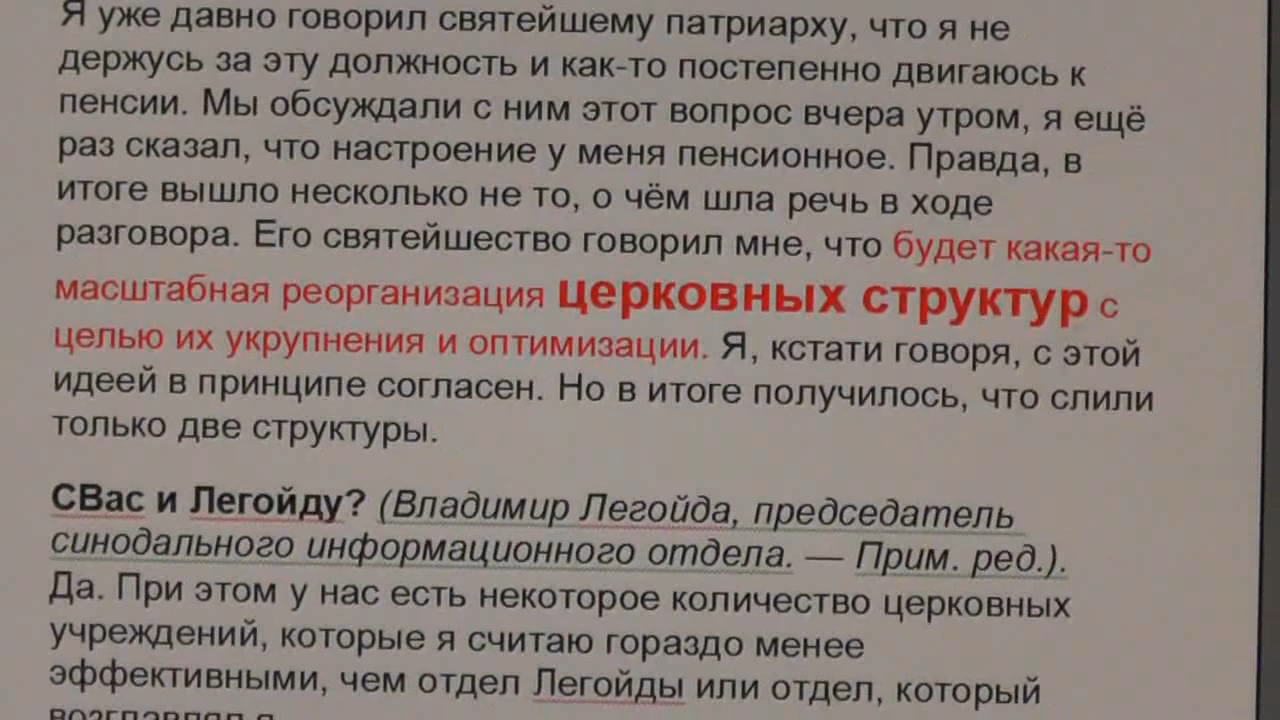 Я уже давно говорил святейшему патриарху, что я не
держусь за эту должность и как-то постепенно двигаюсь к
пенсии. Мы обсуждали с ним этот вопрос вчера утром, я ещё
раз сказал, что настроение у меня пенсионное. Правда, в
итоге вышло несколько не то, о чём шла речь в ходе
разговора. Его святейшество говорил мне, что будет какая-то
масштабная реорганизация церковных структур с
целью их укрупнения и оптимизации. Я, кстати говоря, с этой
идеей в принципе согласен. Но в итоге получилось, что слили
только две структуры.
СВас и Легойду? (Владимир Легойда, председатель
синодального информационного отдела. — Прим. ред.).
Да. При этом у нас есть некоторое количество церковных
учреждений, которые я считаю гораздо менее
эффективными, чем отдел Легойды или отдел, который
возглавлял я